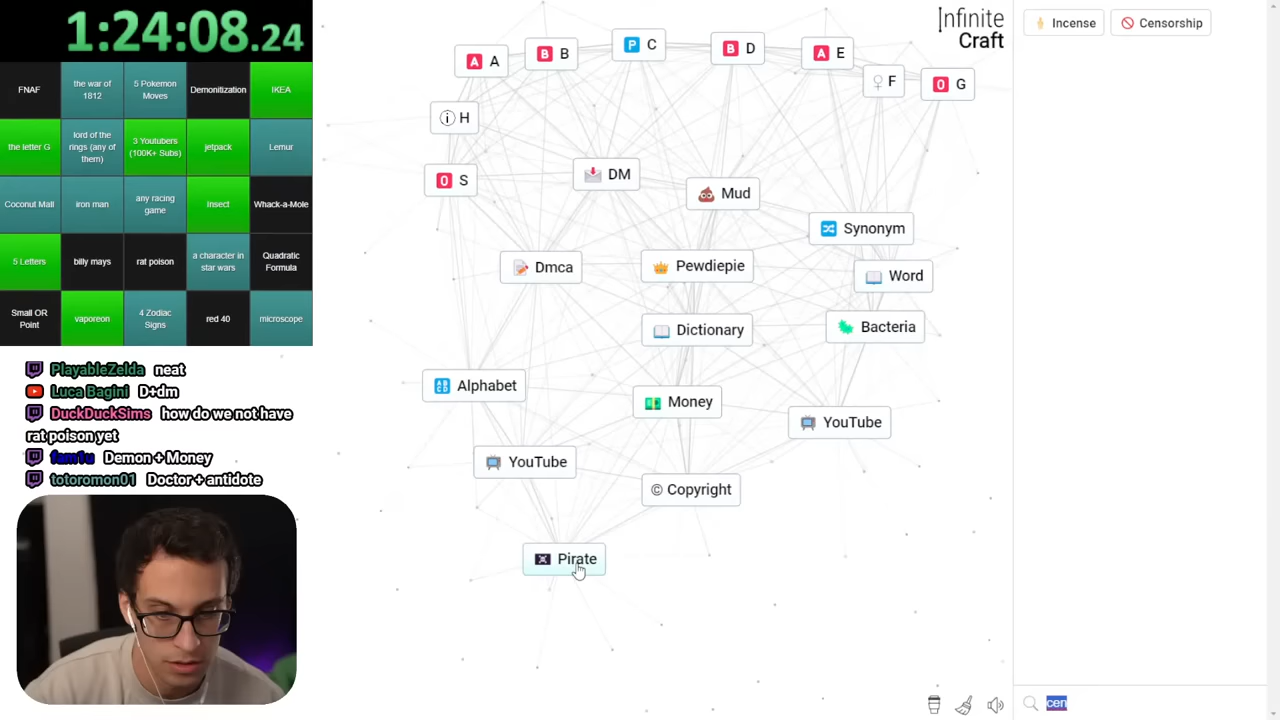 1:24:08.24
FNAF
the war of
1812
5 Pokemon
Moves
Demonitization
IKEA
the letter G
lord of the
rings (any of
them)
3 Youtubers
(100K+ Subs)
jetpack
Lemur
Coconut Mall
iron man
any racing
game
Insect
Whack-a-Mole
5 Letters
billy mays
rat poison
a character in
star wars
Quadratic
Formula
Small OR
Point
vaporeon
4 Zodiac
Signs
red 40
microscope
PlayableZelda neat
Luca Bagini D+dm
DuckDuckSims how do we not have
rat poison yet
fam1u Demon + Money
totoromon01 Doctor + antidote
Infinite
Craft
A A
B B
P C
B D
A E
F
O G
H
O S
DM
Mud
Synonym
Dmca
Pewdiepie
Word
Dictionary
Bacteria
ABCD Alphabet
Money
YouTube
YouTube
© Copyright
Pirate
Incense
Censorship
cen